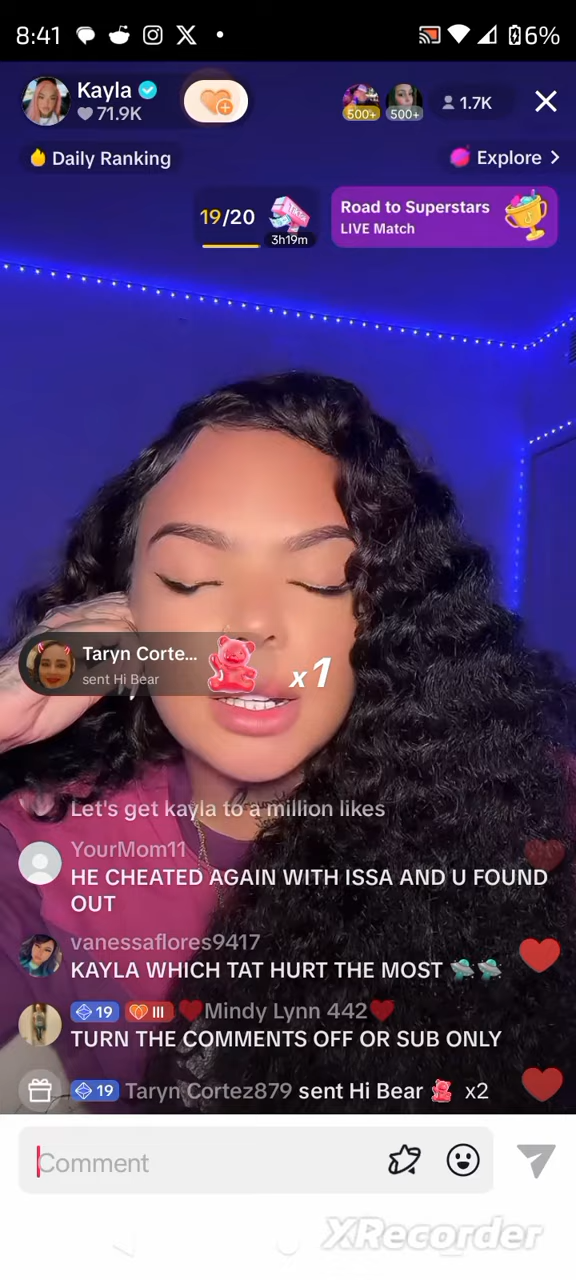 8:41
6%
Kayla
71.9K
500+
500+
1.7K
Daily Ranking
Explore
19/20
3h19m
Road to Superstars
LIVE Match
Taryn Corte...
sent Hi Bear
x1
Let's get kayla to a million likes
YourMom11
HE CHEATED AGAIN WITH ISSA AND U FOUND
OUT
vanessaflores9417
KAYLA WHICH TAT HURT THE MOST 🛸🛸
19 III ❤️Mindy Lynn 442❤️
TURN THE COMMENTS OFF OR SUB ONLY
19 Taryn Cortez879 sent Hi Bear x2
Comment
XRecorder